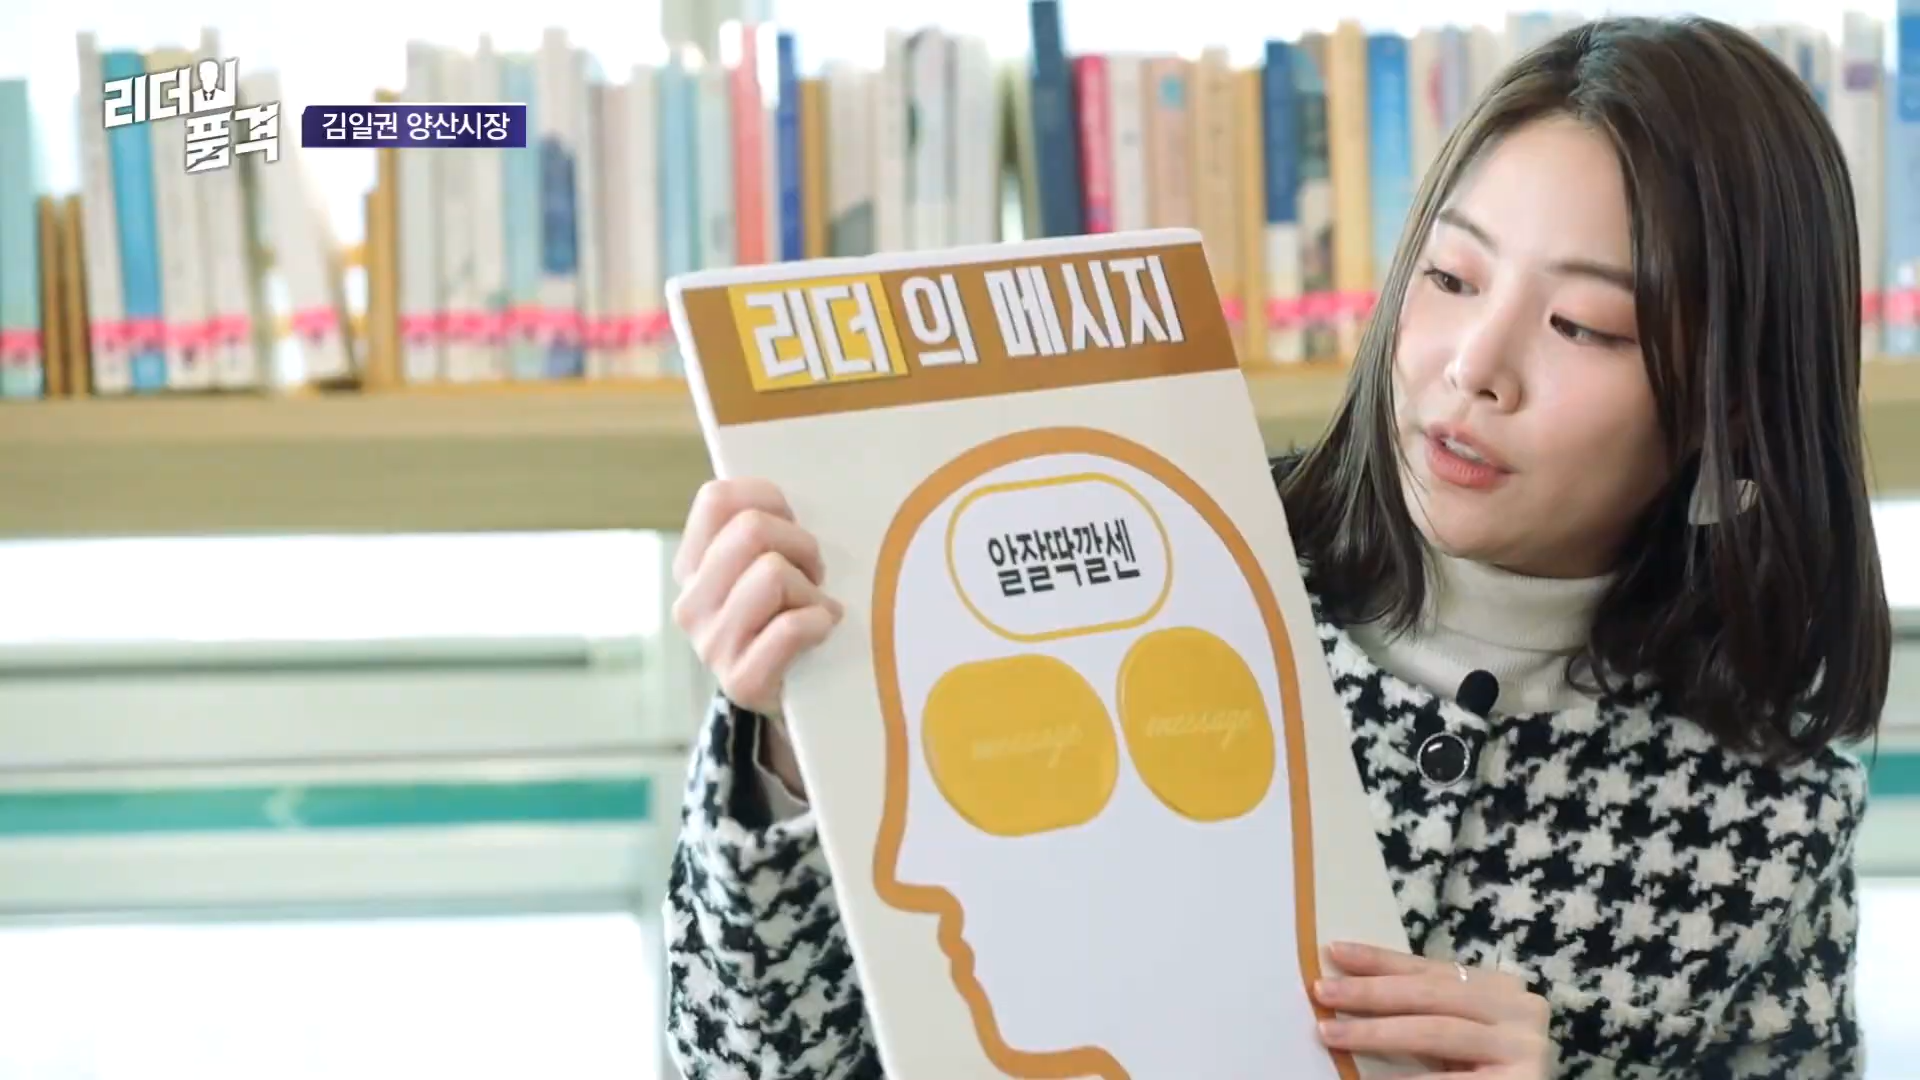 리더의
품격
김일권 양산시장
리더의 메시지
알잘딱깔센
message
message